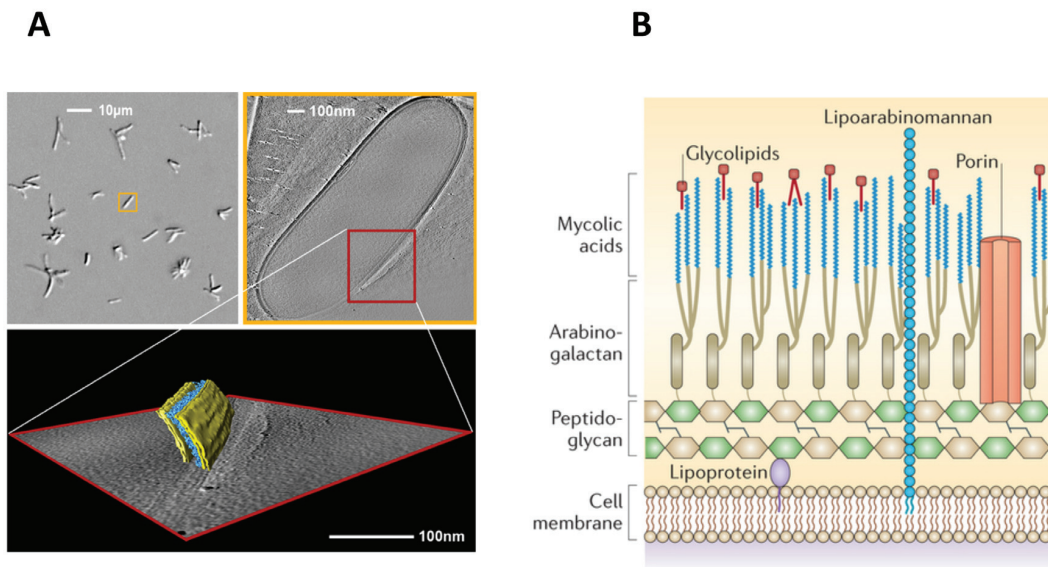 A
B
10µm
100nm
100nm
Lipoarabinomannan
Glycolipids
Porin
Mycolic
acids
Arabino-
galactan
Peptido-
glycan
Lipoprotein
Cell
membrane